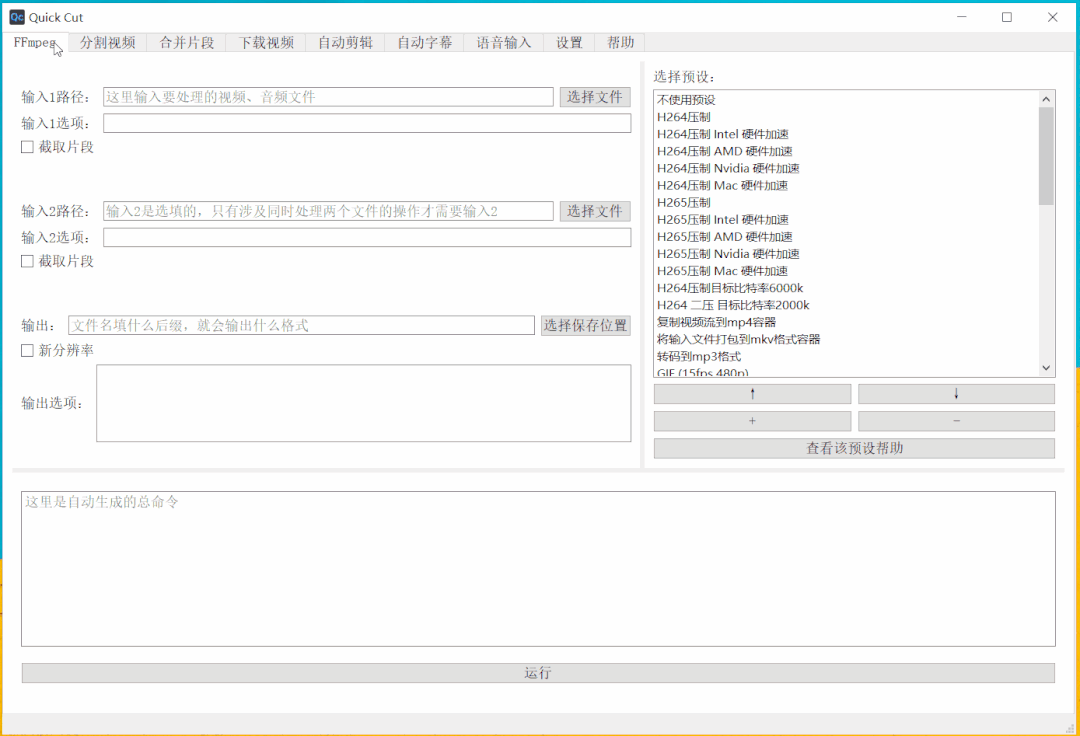 Quick Cut
FFmpeg 分割视频 合并片段 下载视频 自动剪辑 自动字幕 语音输入 设置 帮助
输入1路径： 这里输入要处理的视频、音频文件 选择文件
输入1选项：
截取片段
输入2路径： 输入2是选填的，只有涉及同时处理两个文件的操作才需要输入2 选择文件
输入2选项：
截取片段
输出： 文件名填什么后缀，就会输出什么格式 选择保存位置
新分辨率
输出选项：
选择预设：
不使用预设
H264压制
H264压制 Intel 硬件加速
H264压制 AMD 硬件加速
H264压制 Nvidia 硬件加速
H264压制 Mac 硬件加速
H265压制
H265压制 Intel 硬件加速
H265压制 AMD 硬件加速
H265压制 Nvidia 硬件加速
H265压制 Mac 硬件加速
H264压制目标比特率6000k
H264 二压 目标比特率2000k
复制视频流到mp4容器
将输入文件打包到mkv格式容器
转码到mp3格式
GIF (15fps 480p)
↑ ↓
+ −
查看该预设帮助
这里是自动生成的总命令
运行